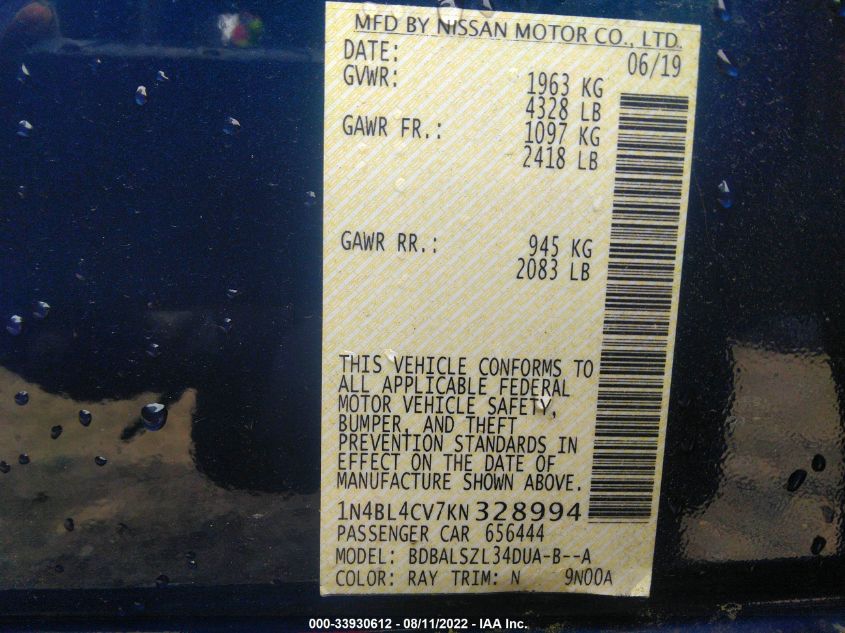 MFD BY NISSAN MOTOR CO., LTD.
DATE: 06/19
GVWR: 1963 KG
4328 LB
GAWR FR.: 1097 KG
2418 LB
GAWR RR.: 945 KG
2083 LB
THIS VEHICLE CONFORMS TO
ALL APPLICABLE FEDERAL
MOTOR VEHICLE SAFETY,
BUMPER, AND THEFT
PREVENTION STANDARDS IN
EFFECT ON THE DATE OF
MANUFACTURE SHOWN ABOVE.
1N4BL4CV7KN328994
PASSENGER CAR 656444
MODEL: BDBALSZL34DUA-B--A
COLOR: RAY TRIM: N 9N00A
000-33930612 - 08/11/2022 - IAA Inc.